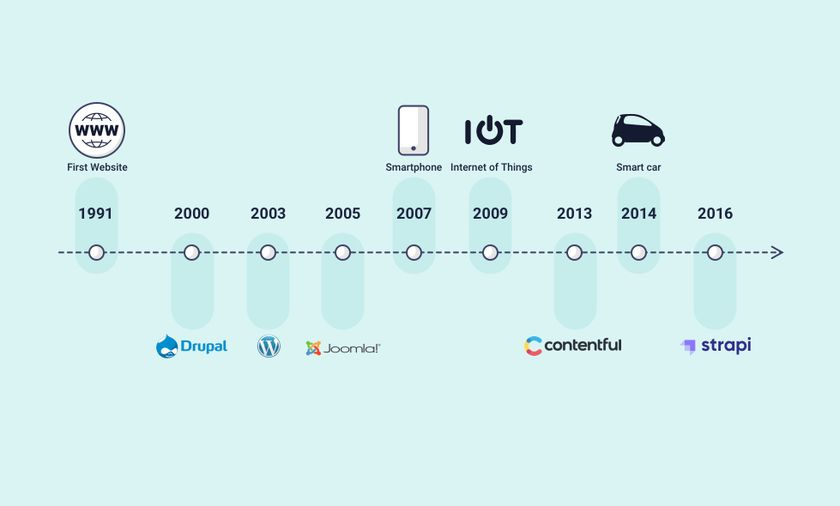 WWW
IOT
First Website
Smartphone
Internet of Things
Smart car
1991
2000
2003
2005
2007
2009
2013
2014
2016
Drupal
W
Joomla!®
contentful
strapi